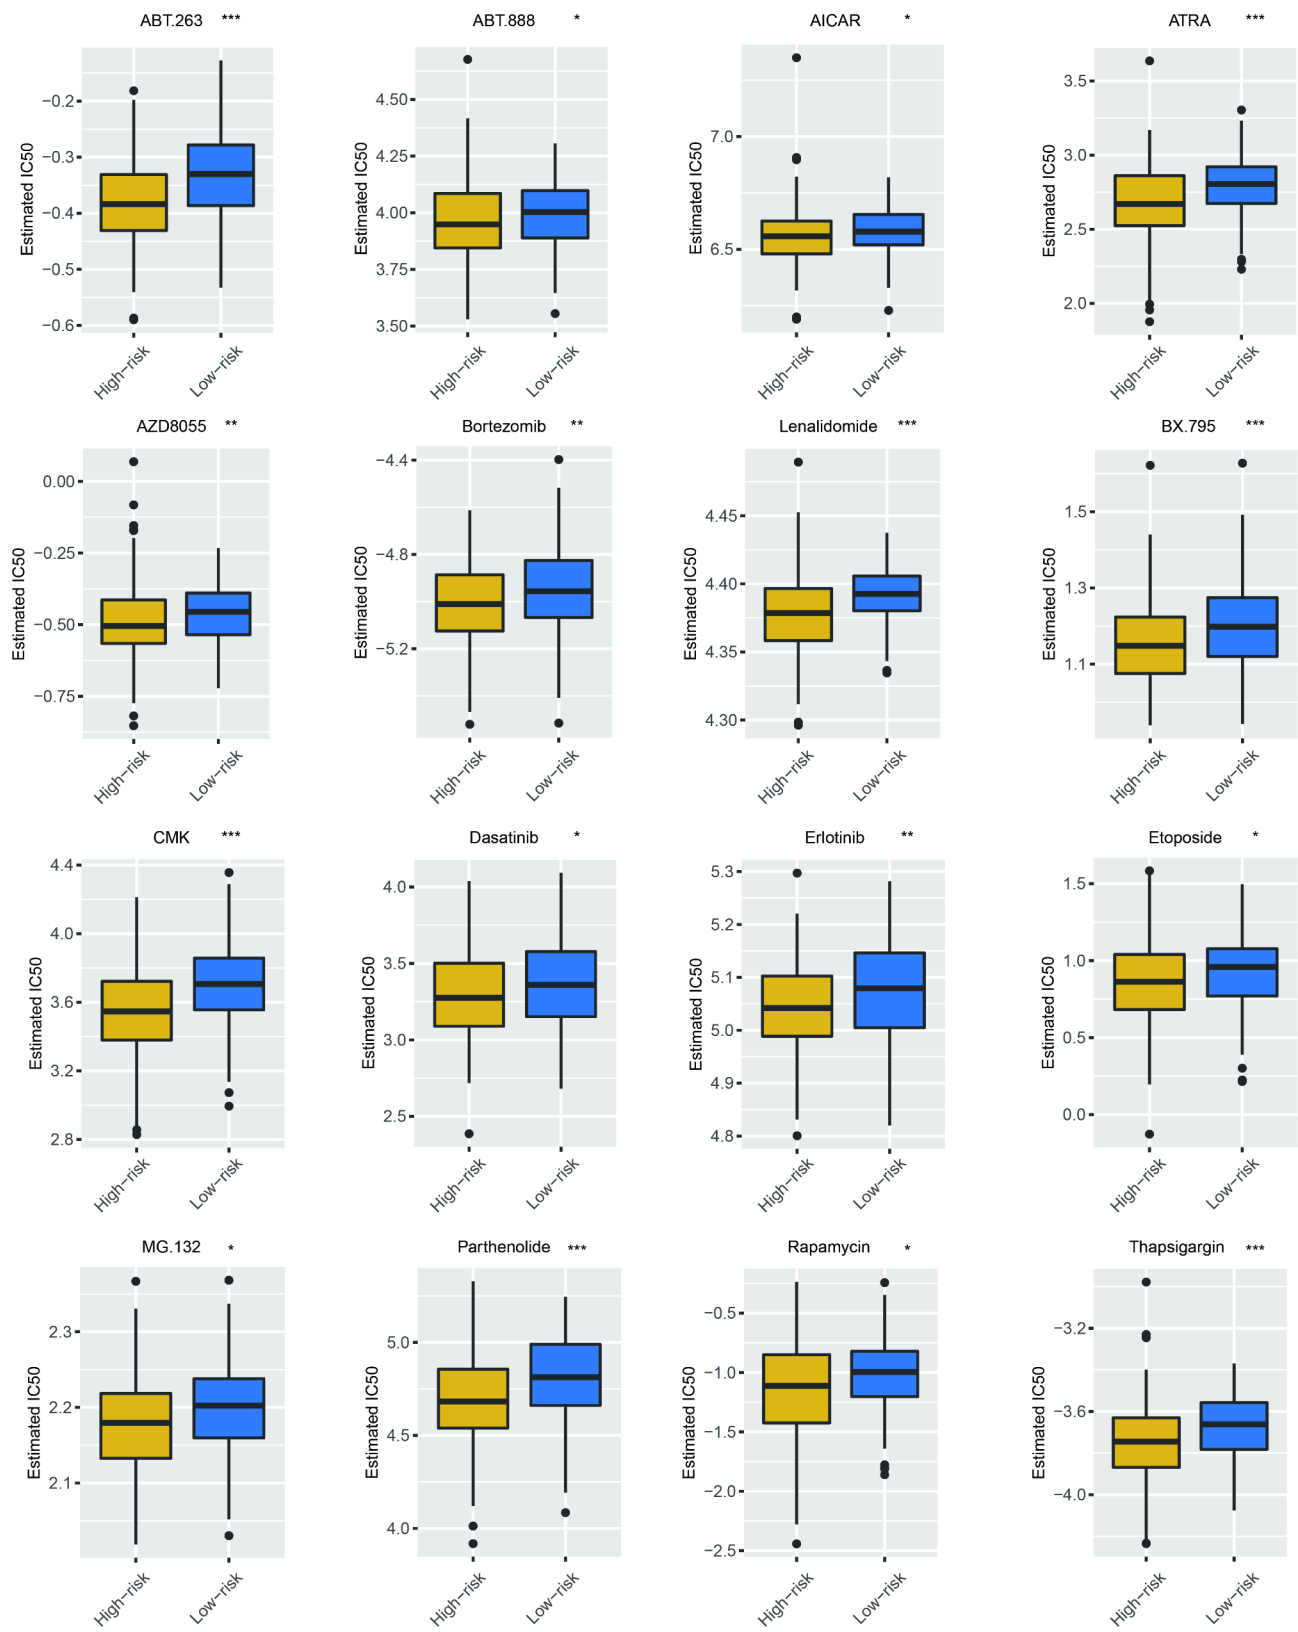 ABT.263 ***
ABT.888 *
AICAR *
ATRA ***
Estimated IC50
−0.2
−0.3
−0.4
−0.5
−0.6
High−risk
Low−risk
Estimated IC50
4.50
4.25
4.00
3.75
3.50
High−risk
Low−risk
Estimated IC50
7.0
6.5
High−risk
Low−risk
Estimated IC50
3.5
3.0
2.5
2.0
High−risk
Low−risk
AZD8055 **
Bortezomib **
Lenalidomide ***
BX.795 ***
Estimated IC50
0.00
−0.25
−0.50
−0.75
High−risk
Low−risk
Estimated IC50
−4.4
−4.8
−5.2
High−risk
Low−risk
Estimated IC50
4.45
4.40
4.35
4.30
High−risk
Low−risk
Estimated IC50
1.5
1.3
1.1
High−risk
Low−risk
CMK ***
Dasatinib *
Erlotinib **
Etoposide *
Estimated IC50
4.4
4.0
3.6
3.2
2.8
High−risk
Low−risk
Estimated IC50
4.0
3.5
3.0
2.5
High−risk
Low−risk
Estimated IC50
5.3
5.2
5.1
5.0
4.9
4.8
High−risk
Low−risk
Estimated IC50
1.5
1.0
0.5
0.0
High−risk
Low−risk
MG.132 *
Parthenolide ***
Rapamycin *
Thapsigargin ***
Estimated IC50
2.3
2.2
2.1
High−risk
Low−risk
Estimated IC50
5.0
4.5
4.0
High−risk
Low−risk
Estimated IC50
−0.5
−1.0
−1.5
−2.0
−2.5
High−risk
Low−risk
Estimated IC50
−3.2
−3.6
−4.0
High−risk
Low−risk